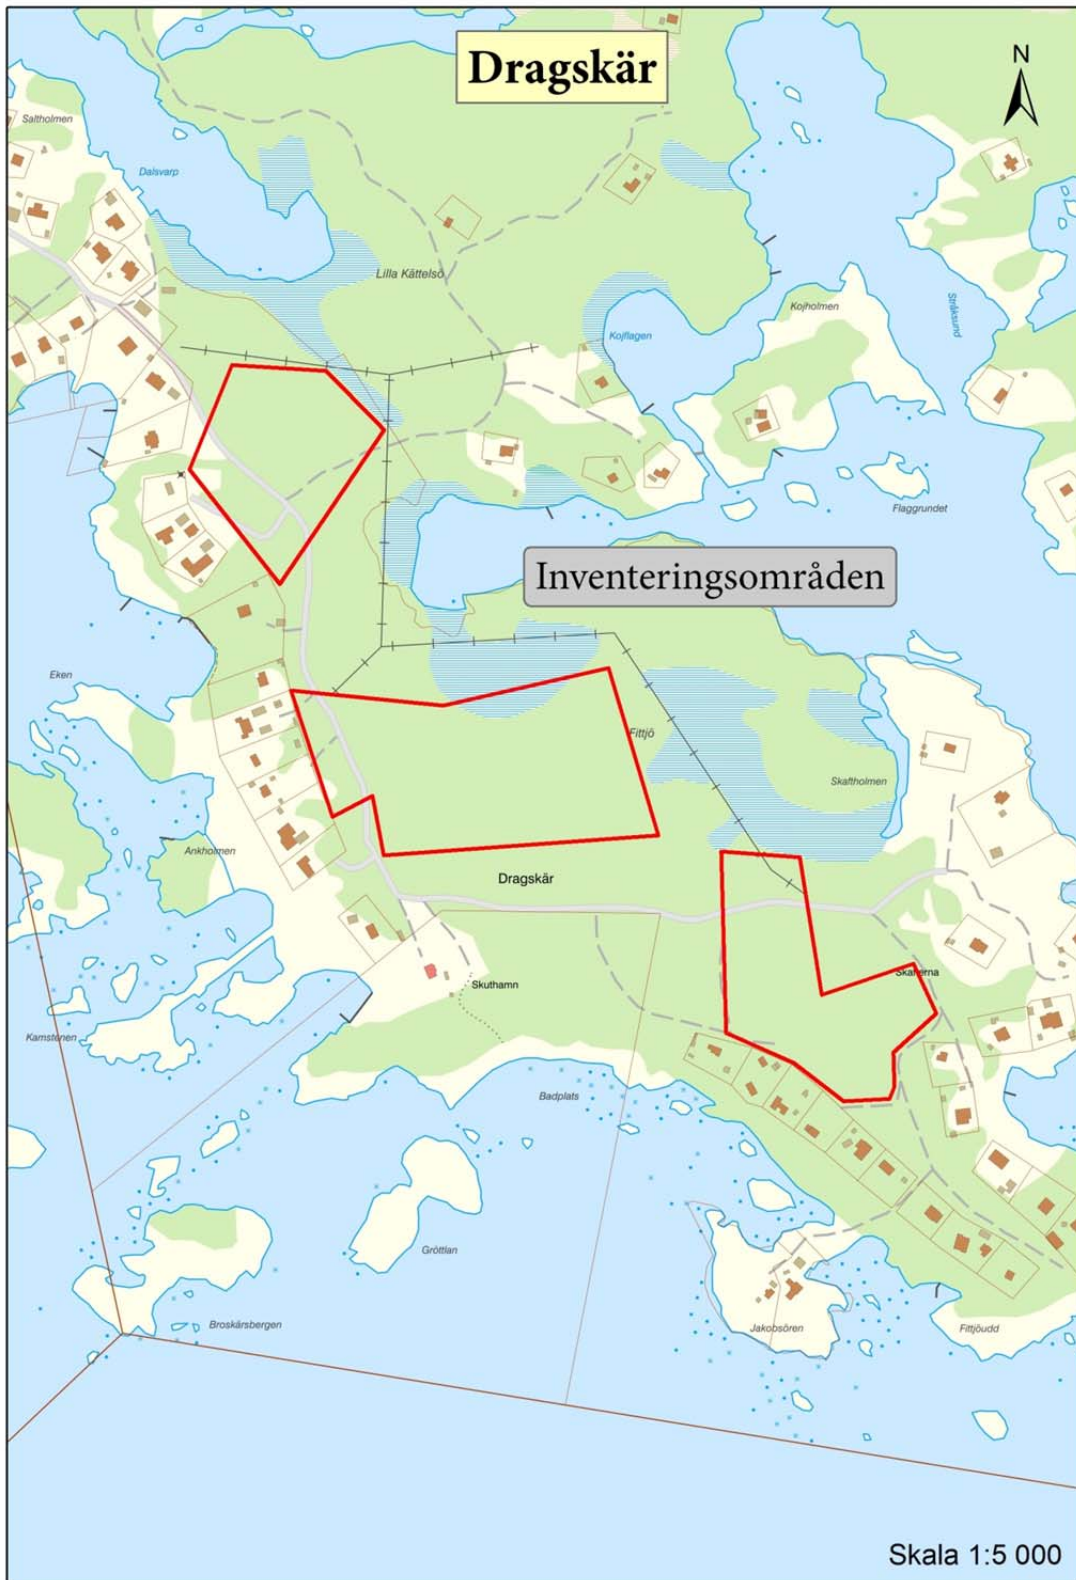 Dragskär
N
Saltholmen
Dalsvarp
Lilla Kättelsö
Kojholmen
Stråksund
Kojflagen
Flaggrundet
Inventeringsområden
Eken
Fittjö
Skaftholmen
Ankholmen
Dragskär
Skuthamn
Kamstenen
Badplats
Gröttlan
Broskärsbergen
Jakobsören
Fittjöudd
Skala 1:5 000